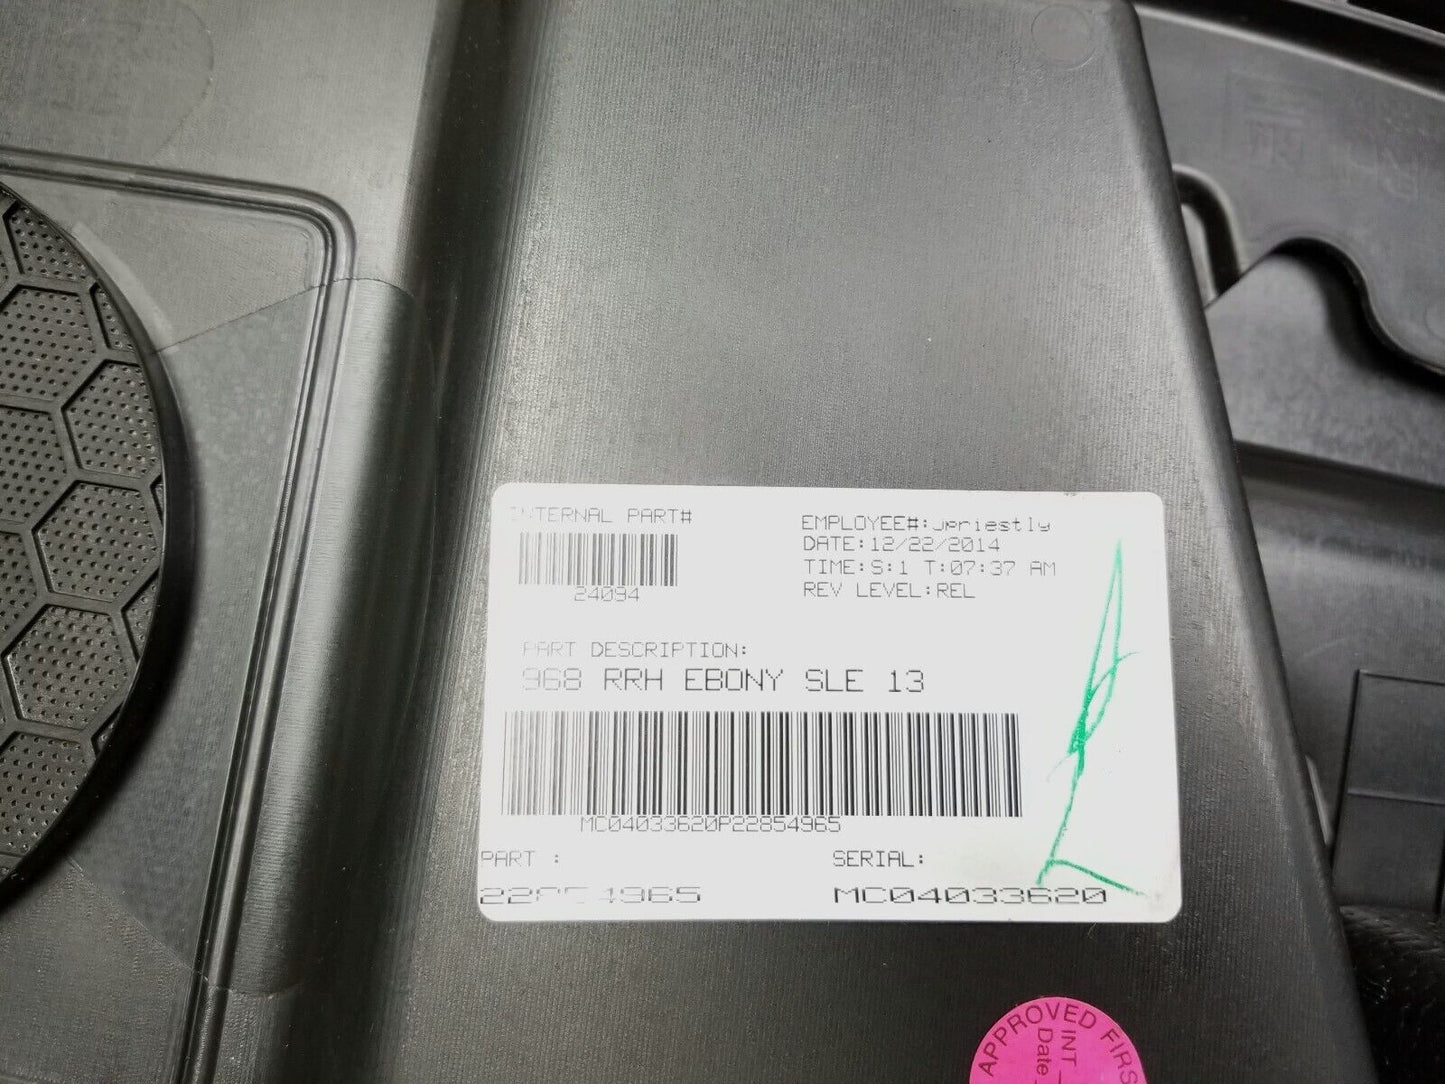 INTERNAL PART#
24094
EMPLOYEE#:Jpriestly
DATE:12/22/2014
TIME:S:1 T:07:37 AM
REV LEVEL:REL
PART DESCRIPTION:
968 RRH EBONY SLE 13
MC04033620P22854965
PART :
22854965
SERIAL:
MC04033620
APPROVED FIRS
INT
Date